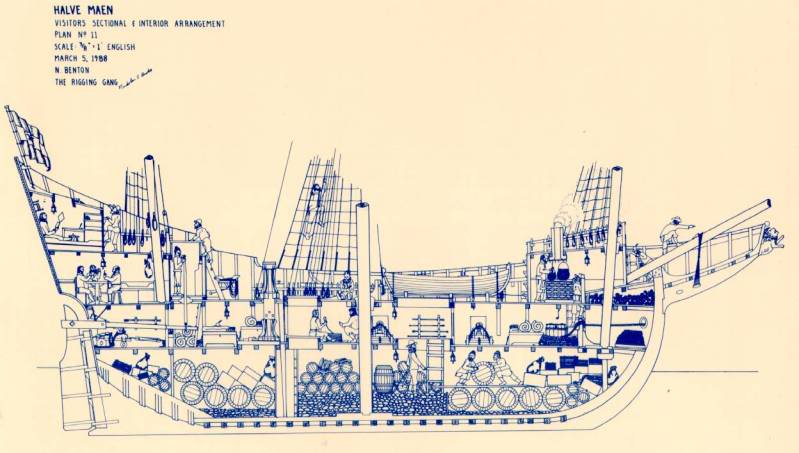 HALVE MAEN
VISITORS SECTIONAL & INTERIOR ARRANGEMENT
PLAN Nº 11
SCALE: 3/8" = 1' ENGLISH
MARCH 5, 1988
N. BENTON
THE RIGGING GANG